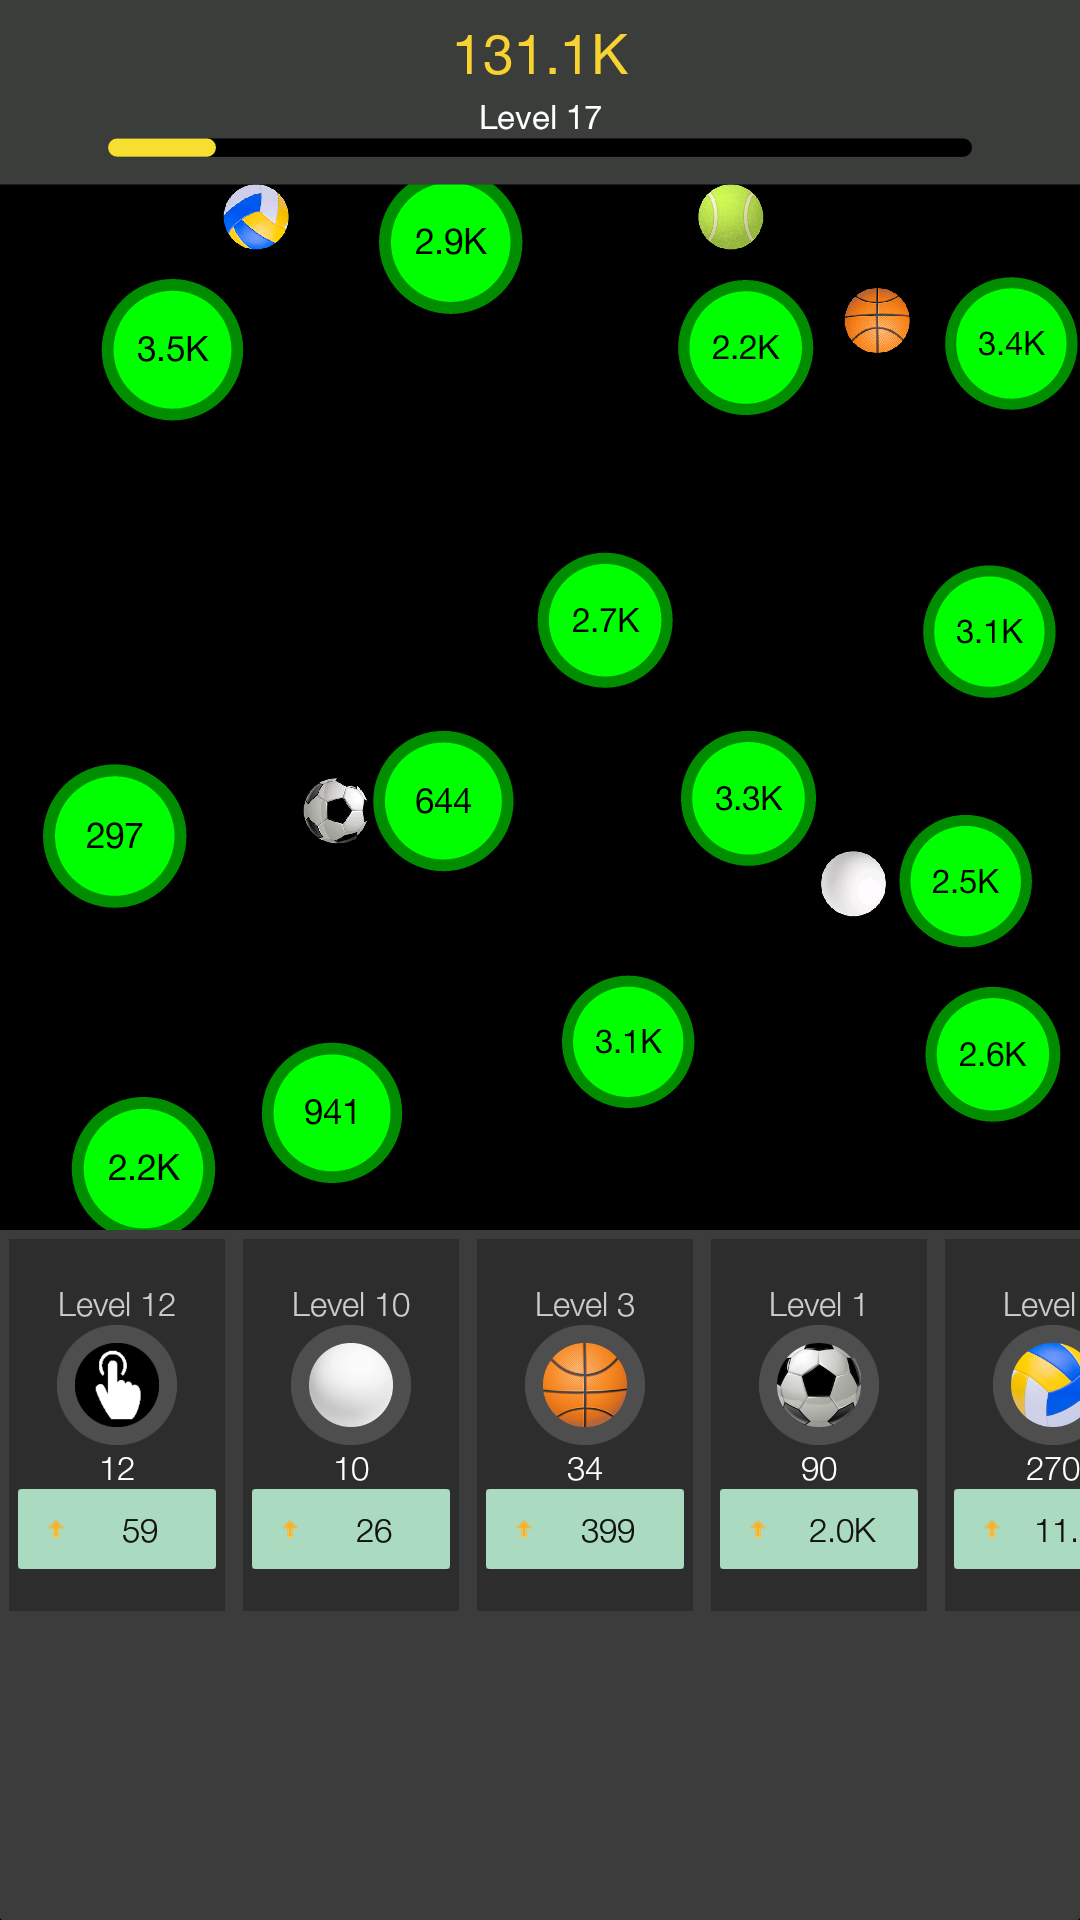 131.1K
Level 17
2.9K
3.5K
2.2K
3.4K
2.7K
3.1K
297
644
3.3K
2.5K
3.1K
2.6K
941
2.2K
Level 12
Level 10
Level 3
Level 1
Level
12
10
34
90
270
59
26
399
2.0K
11.